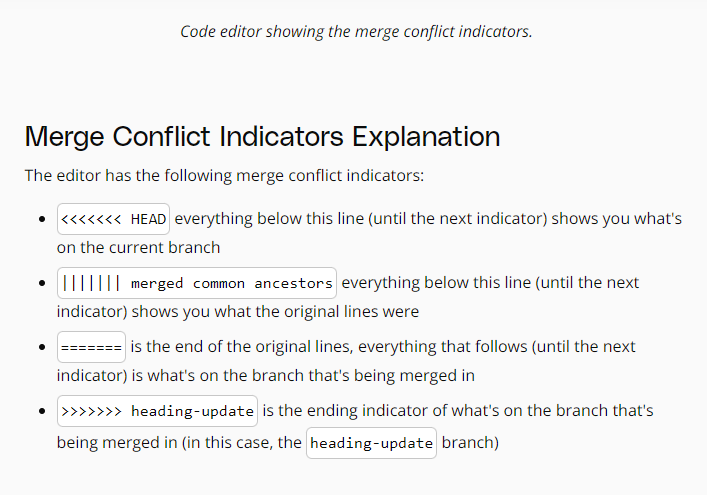 Code editor showing the merge conflict indicators.
Merge Conflict Indicators Explanation
The editor has the following merge conflict indicators:
• <<<<<<< HEAD everything below this line (until the next indicator) shows you what's
on the current branch
• ||||||| merged common ancestors everything below this line (until the next
indicator) shows you what the original lines were
• ======= is the end of the original lines, everything that follows (until the next
indicator) is what's on the branch that's being merged in
• >>>>>>> heading-update is the ending indicator of what's on the branch that's
being merged in (in this case, the heading-update branch)